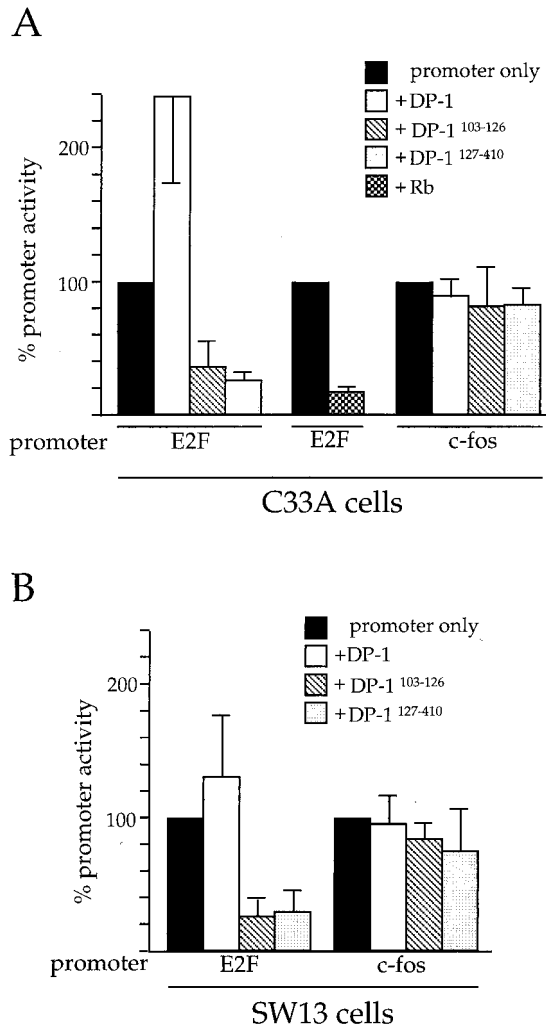 A
promoter only
+DP-1
+ DP-1 103-126
+DP-1 127-410
+ Rb
% promoter activity
200
100
promoter
E2F
E2F
c-fos
C33A cells
B
promoter only
+DP-1
+ DP-1 103-126
+DP-1 127-410
% promoter activity
200
100
promoter
E2F
c-fos
SW13 cells